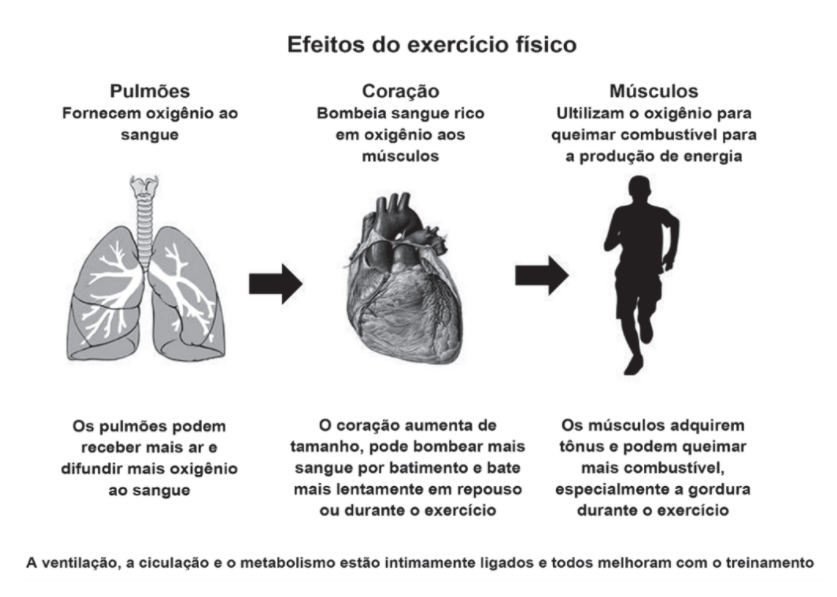 Efeitos do exercício físico
Pulmões
Fornecem oxigênio ao
sangue
Coração
Bombeia sangue rico
em oxigênio aos
músculos
Músculos
Ultilizam o oxigênio para
queimar combustível para
a produção de energia
Os pulmões podem
receber mais ar e
difundir mais oxigênio
ao sangue
O coração aumenta de
tamanho, pode bombear mais
sangue por batimento e bate
mais lentamente em repouso
ou durante o exercício
Os músculos adquirem
tônus e podem queimar
mais combustível,
especialmente a gordura
durante o exercício
A ventilação, a ciculação e o metabolismo estão intimamente ligados e todos melhoram com o treinamento